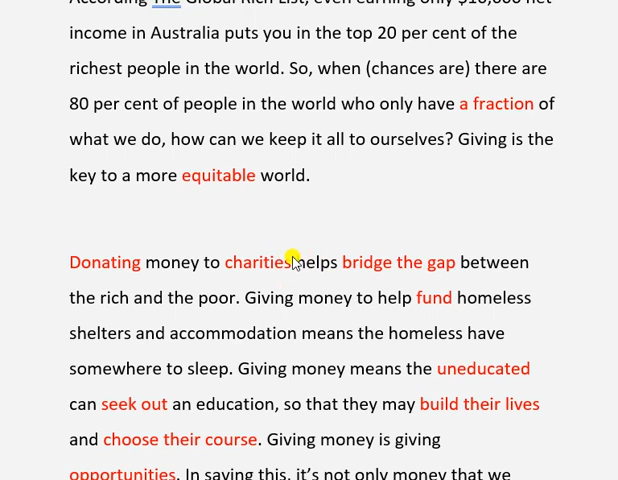 According The Global Rich List, even earning only $10,000 net
income in Australia puts you in the top 20 per cent of the
richest people in the world. So, when (chances are) there are
80 per cent of people in the world who only have a fraction of
what we do, how can we keep it all to ourselves? Giving is the
key to a more equitable world.
Donating money to charities helps bridge the gap between
the rich and the poor. Giving money to help fund homeless
shelters and accommodation means the homeless have
somewhere to sleep. Giving money means the uneducated
can seek out an education, so that they may build their lives
and choose their course. Giving money is giving
opportunities. In saying this, it's not only money that we